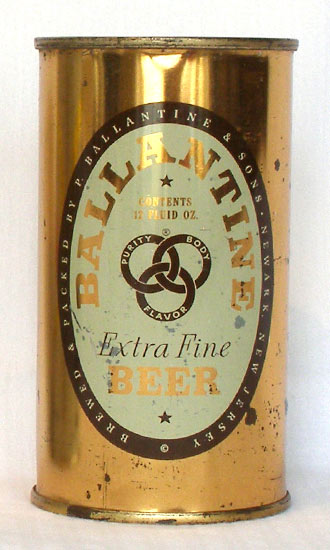 BREWED & PACKED BY P. BALLANTINE & SONS · NEWARK NEW JERSEY ©
BALLANTINE
CONTENTS
12 FLUID OZ.
®
PURITY BODY
FLAVOR
Extra Fine
BEER